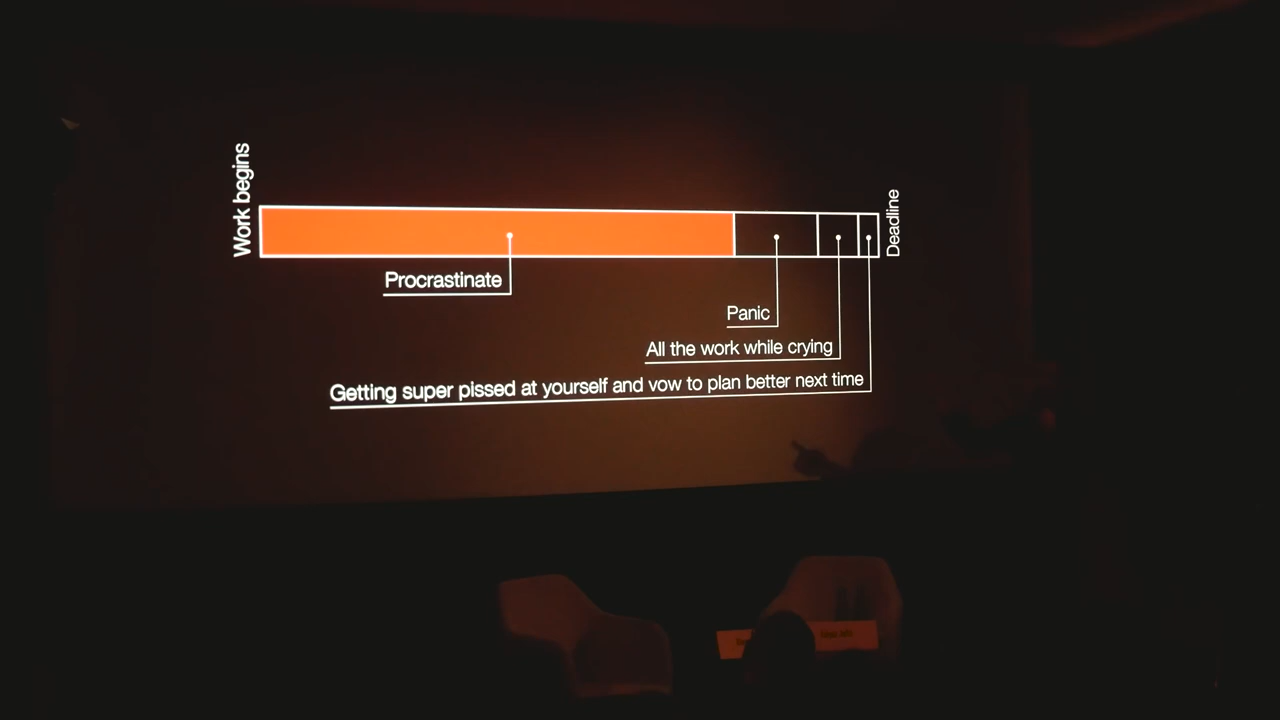 Work begins
Deadline
Procrastinate
Panic
All the work while crying
Getting super pissed at yourself and vow to plan better next time